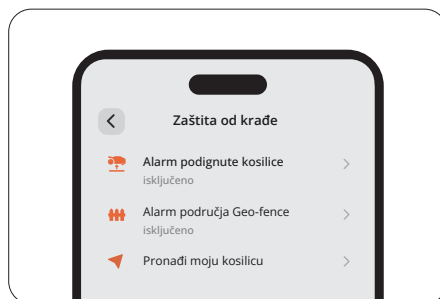 Zaštita od krađe
Alarm podignute kosilice
isključeno
Alarm područja Geo-fence
isključeno
Pronađi moju kosilicu